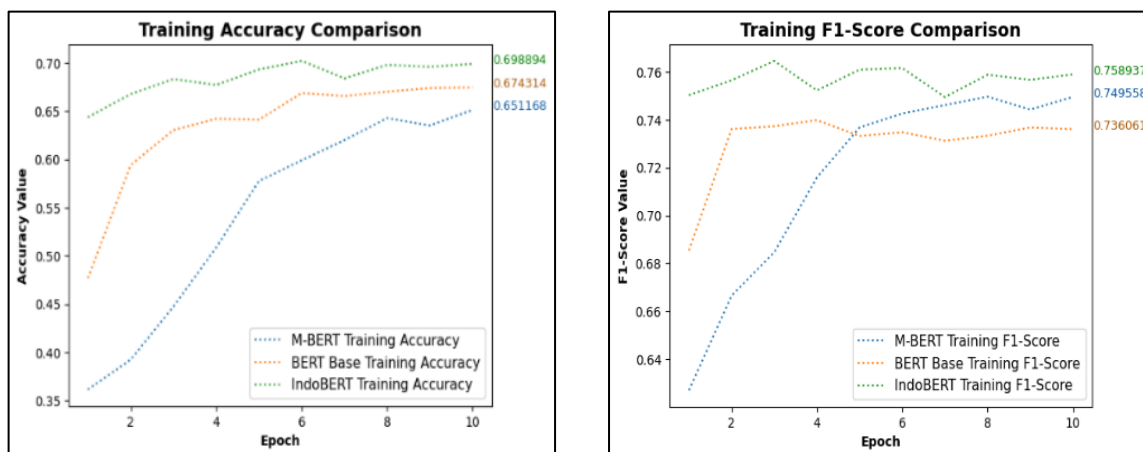 Training Accuracy Comparison
0.70
0.65
0.60
0.55
0.50
0.45
0.40
0.35
Accuracy Value
0.698894
0.674314
0.651168
M-BERT Training Accuracy
BERT Base Training Accuracy
IndoBERT Training Accuracy
2 4 6 8 10
Epoch
Training F1-Score Comparison
0.76
0.74
0.72
0.70
0.68
0.66
0.64
F1-Score Value
0.758937
0.749558
0.736061
M-BERT Training F1-Score
BERT Base Training F1-Score
IndoBERT Training F1-Score
2 4 6 8 10
Epoch